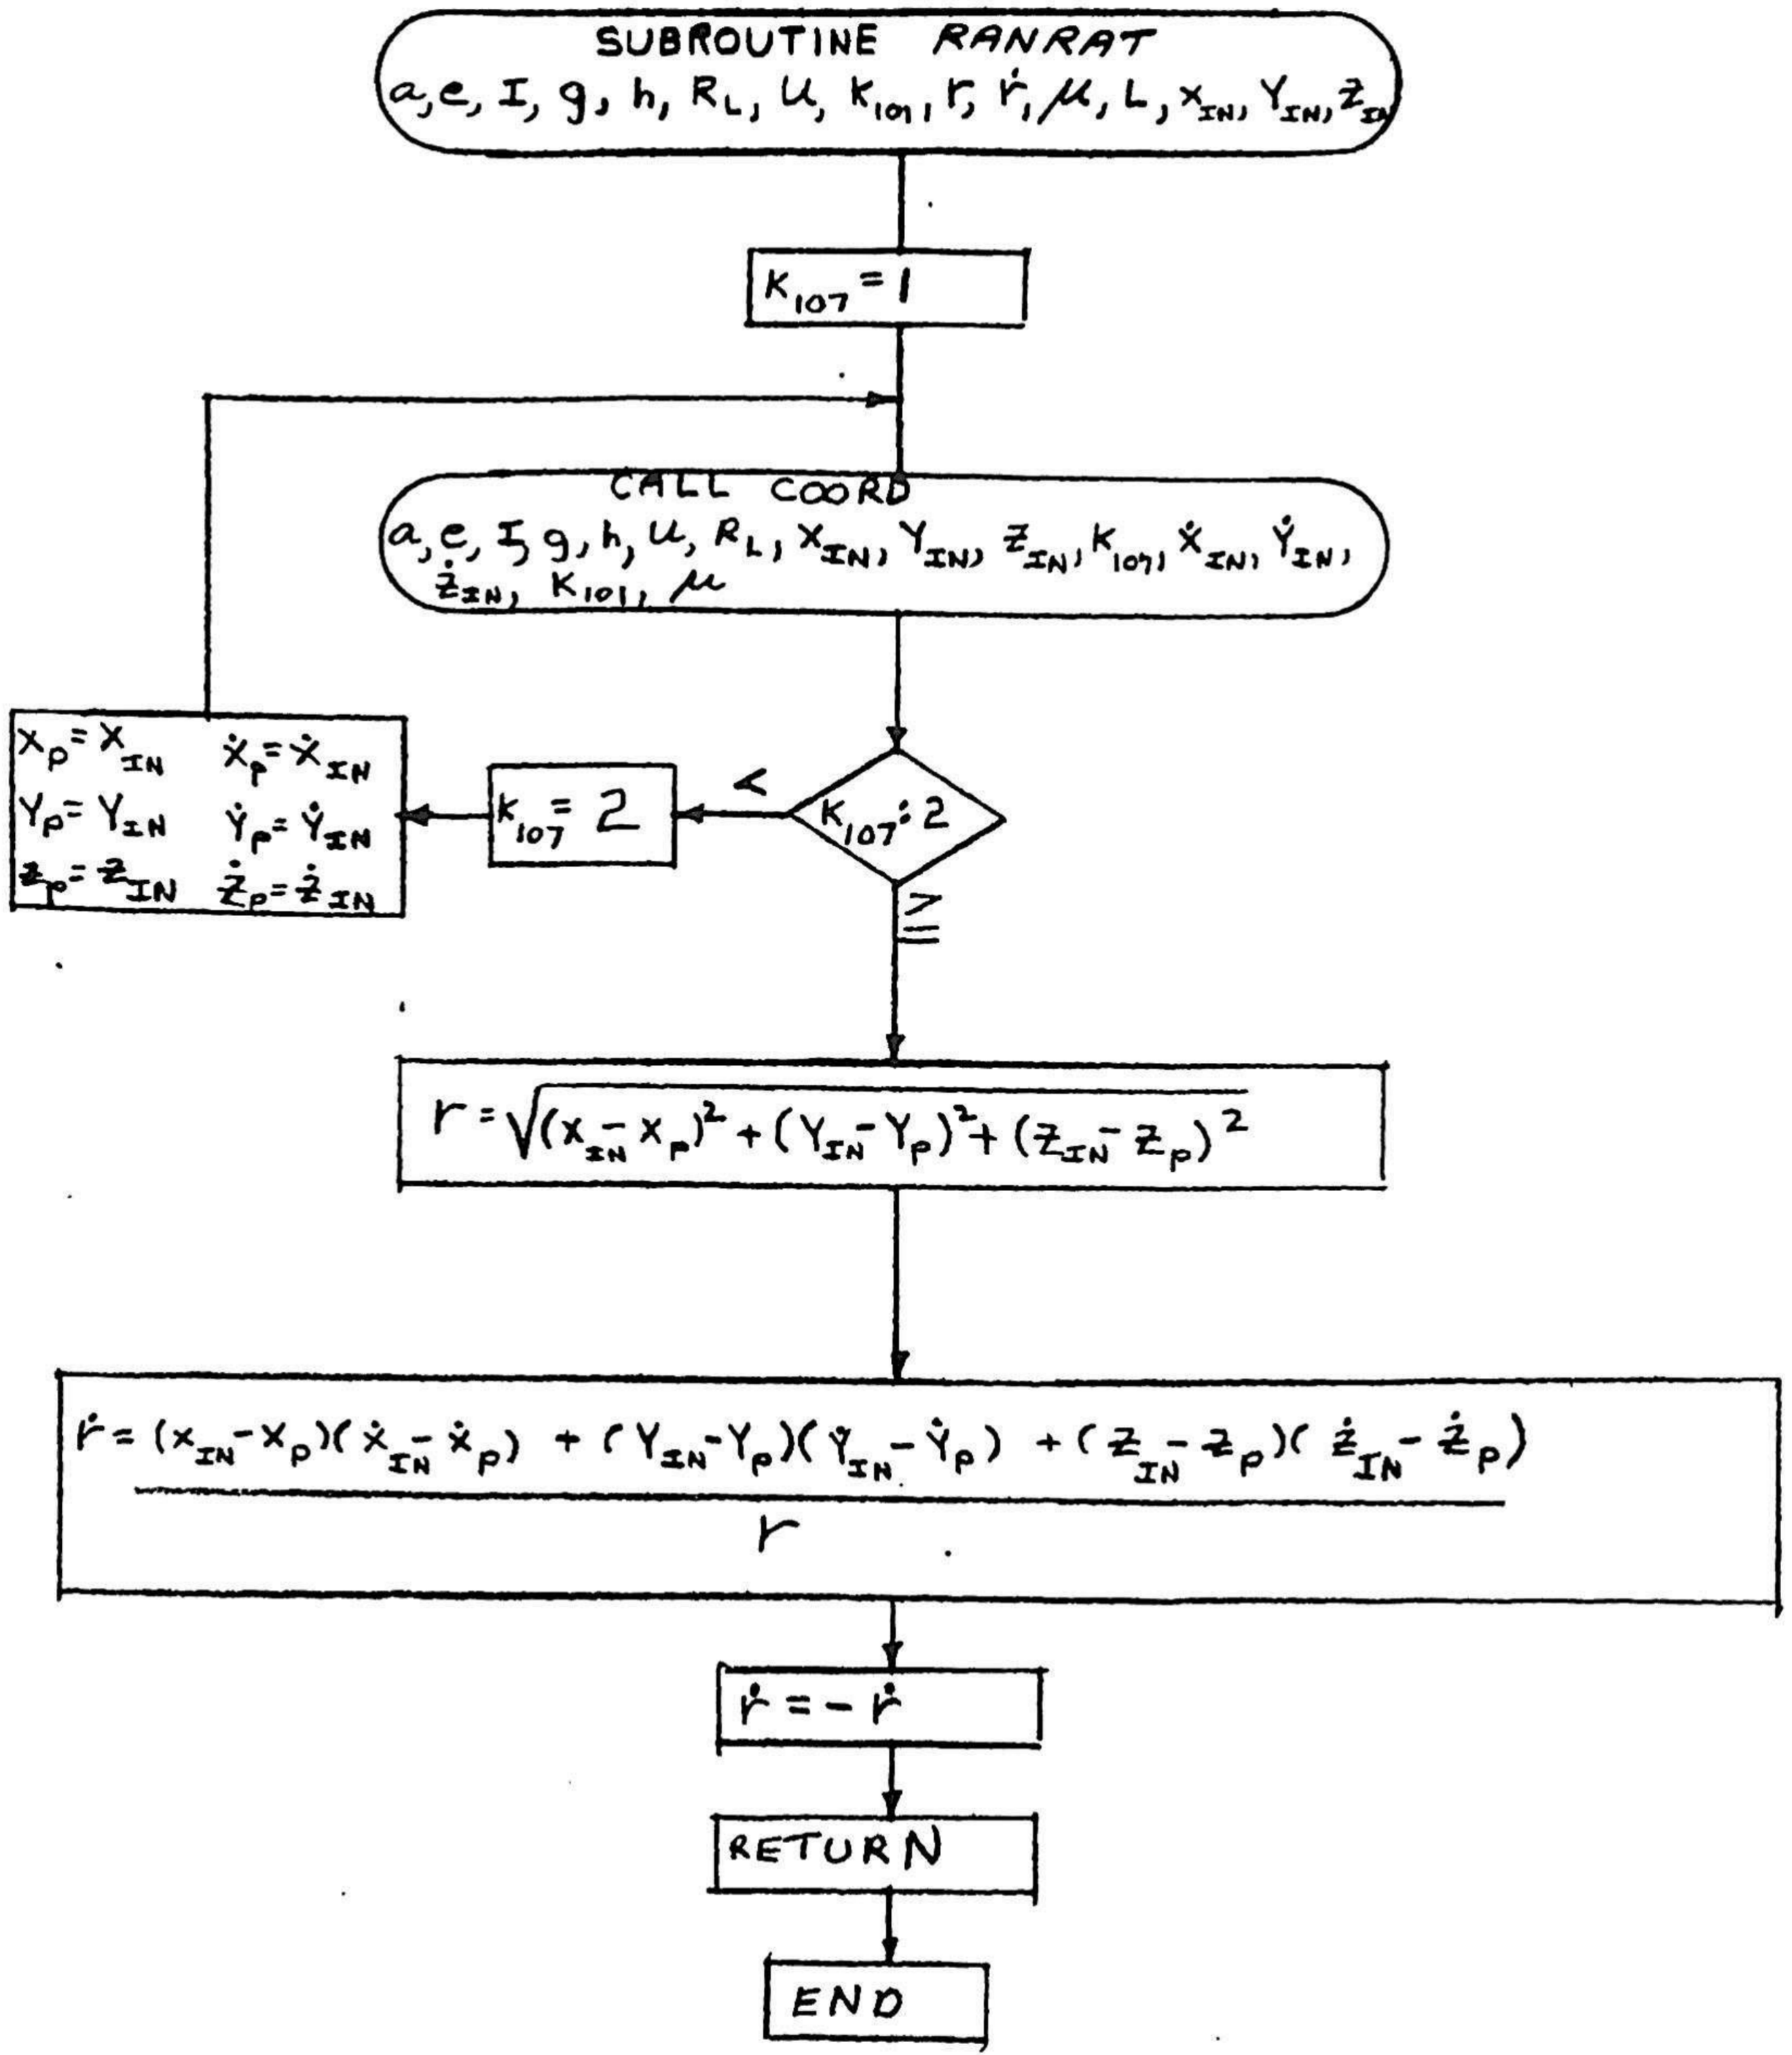 SUBROUTINE RANRAT
a, e, I, g, h, R_L, u, K_101, r, ṙ, μ, L, X_IN, Y_IN, Z_IN
K_107 = 1
CALL COORD
a, e, I, g, h, u, R_L, X_IN, Y_IN, Z_IN, K_107, Ẋ_IN, Ẏ_IN,
Ż_IN, K_101, μ
X_p = X_IN Ẋ_p = Ẋ_IN
Y_p = Y_IN Ẏ_p = Ẏ_IN
Z_p = Z_IN Ż_p = Ż_IN
K_107 = 2
<
K_107 : 2
≥
r = √(X_IN - X_p)² + (Y_IN - Y_p)² + (Z_IN - Z_p)²
ṙ = (X_IN - X_p)(Ẋ_IN - Ẋ_p) + (Y_IN - Y_p)(Ẏ_IN - Ẏ_p) + (Z_IN - Z_p)(Ż_IN - Ż_p)
r
ṙ = - ṙ
RETURN
END